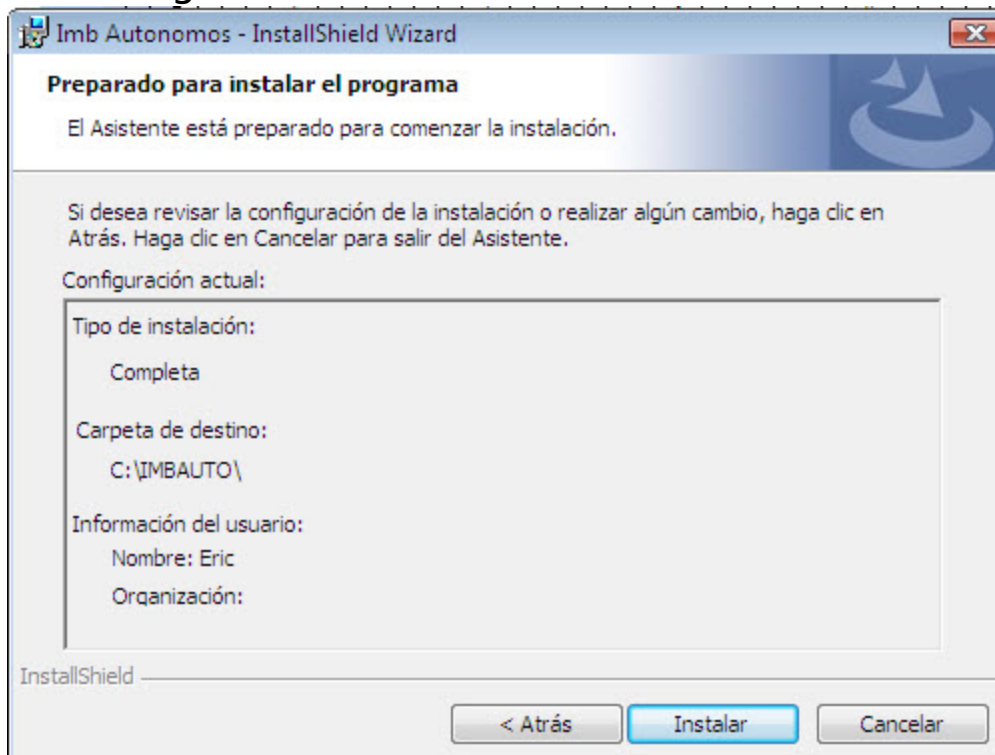 Imb Autonomos - InstallShield Wizard
Preparado para instalar el programa
El Asistente está preparado para comenzar la instalación.
Si desea revisar la configuración de la instalación o realizar algún cambio, haga clic en
Atrás. Haga clic en Cancelar para salir del Asistente.
Configuración actual:
Tipo de instalación:
Completa
Carpeta de destino:
C:\IMBAUTO\
Información del usuario:
Nombre: Eric
Organización:
InstallShield
< Atrás
Instalar
Cancelar